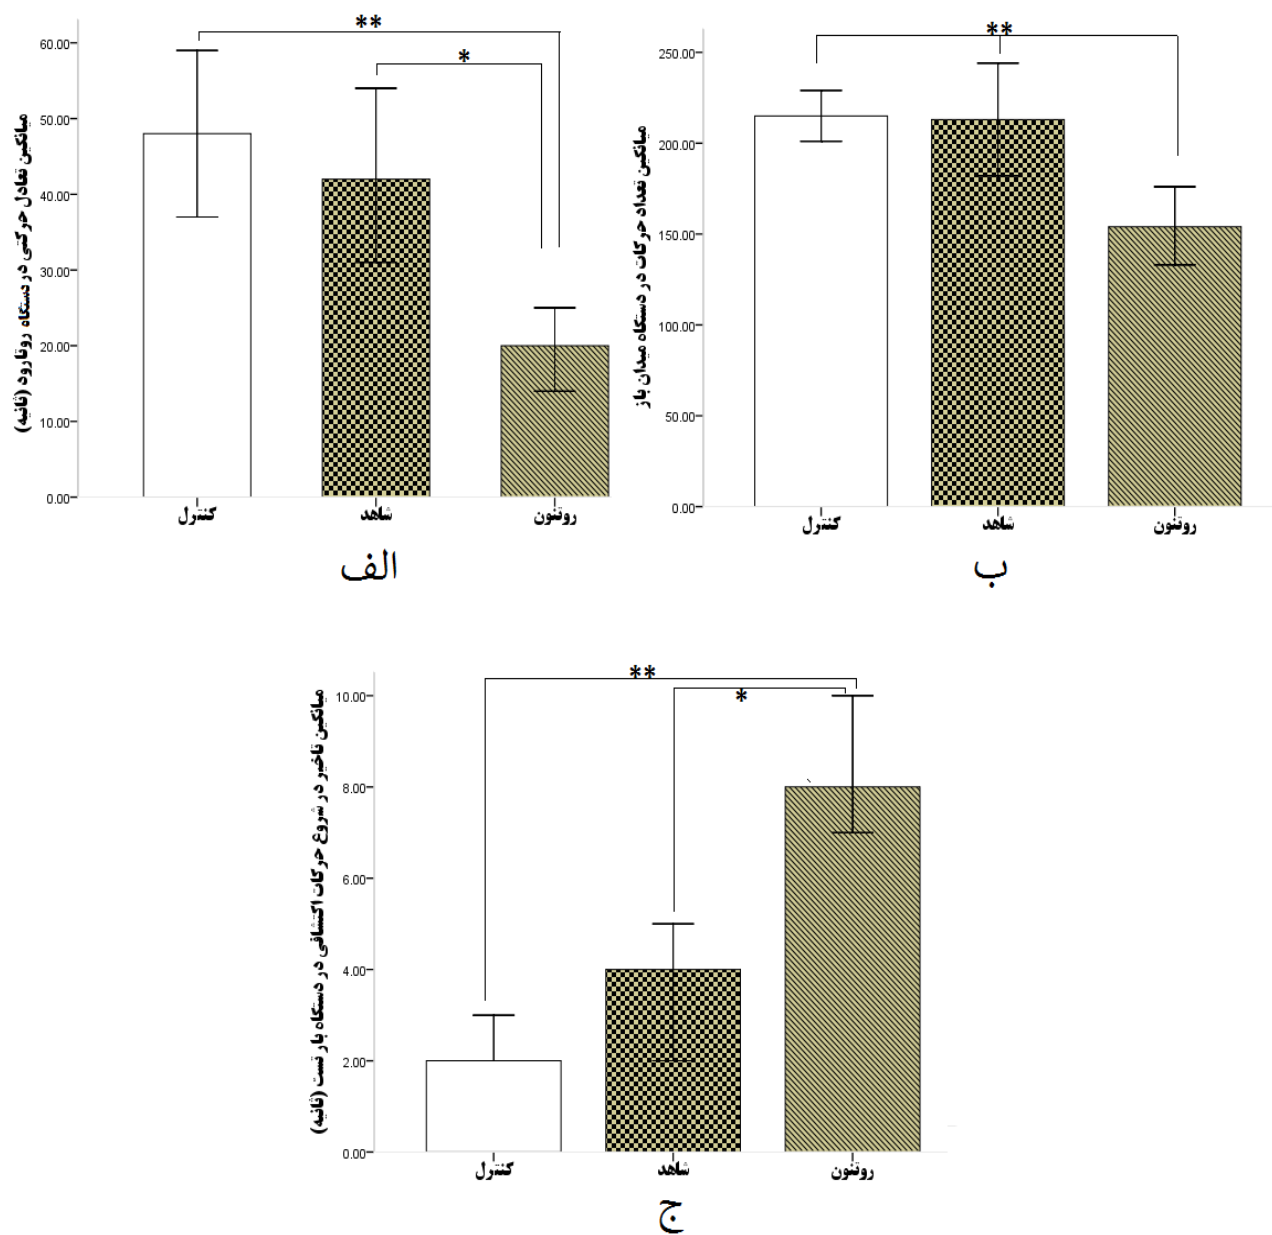 **
*
60.00
50.00
40.00
30.00
20.00
10.00
0.00
میانگین تعادل حرکتی در دستگاه روتارود (ثانیه)
کنترل
شاهد
روتنون
الف
**
250.00
200.00
150.00
100.00
50.00
0.00
میانگین تعداد حرکات در دستگاه میدان باز
کنترل
شاهد
روتنون
ب
**
*
10.00
8.00
6.00
4.00
2.00
0.00
میانگین تاخیر در شروع حرکات اکتشافی در دستگاه بار تست (ثانیه)
کنترل
شاهد
روتنون
ج